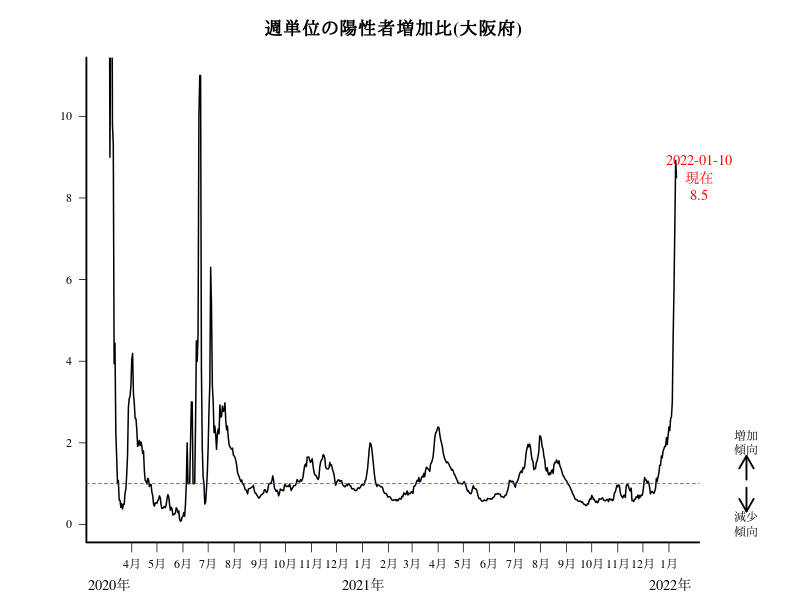 週単位の陽性者増加比(大阪府)
10
8
6
4
2
0
2022-01-10
現在
8.5
増加
傾向
減少
傾向
4月 5月 6月 7月 8月 9月 10月 11月 12月 1月 2月 3月 4月 5月 6月 7月 8月 9月 10月 11月 12月 1月
2020年 2021年 2022年